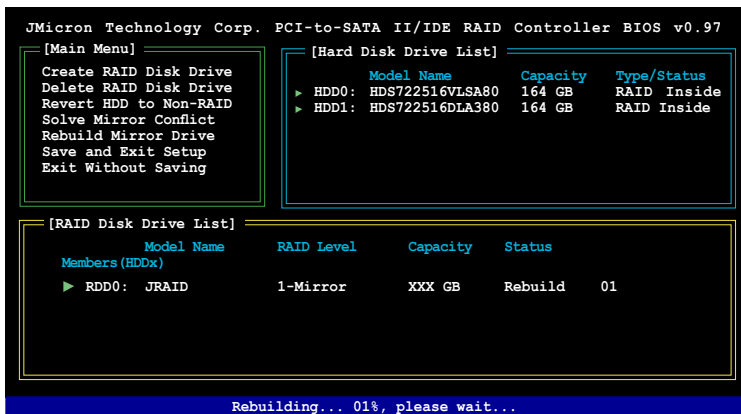 JMicron Technology Corp. PCI-to-SATA II/IDE RAID Controller BIOS v0.97
[Main Menu]
Create RAID Disk Drive
Delete RAID Disk Drive
Revert HDD to Non-RAID
Solve Mirror Conflict
Rebuild Mirror Drive
Save and Exit Setup
Exit Without Saving
[Hard Disk Drive List]
Model Name Capacity Type/Status
HDD0: HDS722516VLSA80 164 GB RAID Inside
HDD1: HDS722516DLA380 164 GB RAID Inside
[RAID Disk Drive List]
Model Name RAID Level Capacity Status
Members(HDDx)
RDD0: JRAID 1-Mirror XXX GB Rebuild 01
Rebuilding... 01%, please wait...